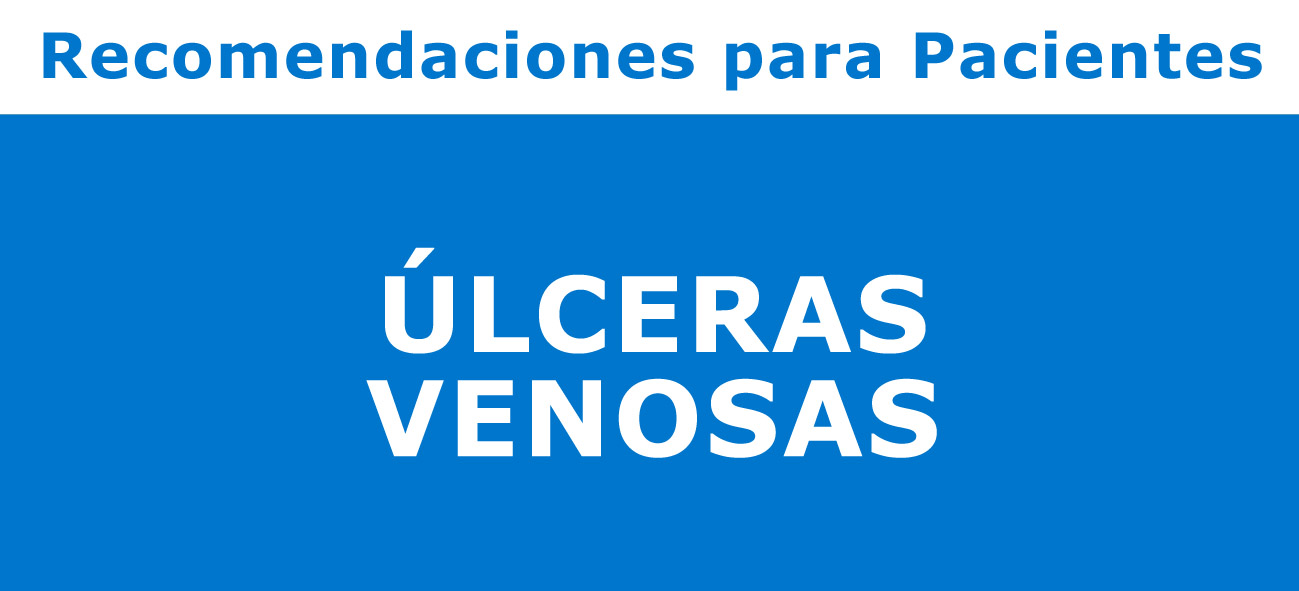 Recomendaciones para Pacientes
ÚLCERAS
VENOSAS